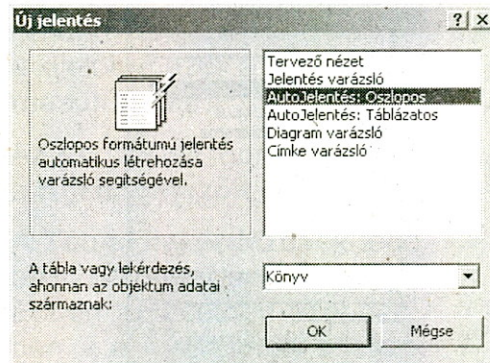 Új jelentés
Tervező nézet
Jelentés varázsló
AutoJelentés: Oszlopos
AutoJelentés: Táblázatos
Diagram varázsló
Címke varázsló
Oszlopos formátumú jelentés
automatikus létrehozása
varázsló segítségével.
A tábla vagy lekérdezés,
ahonnan az objektum adatai
származnak:
Könyv
OK
Mégse